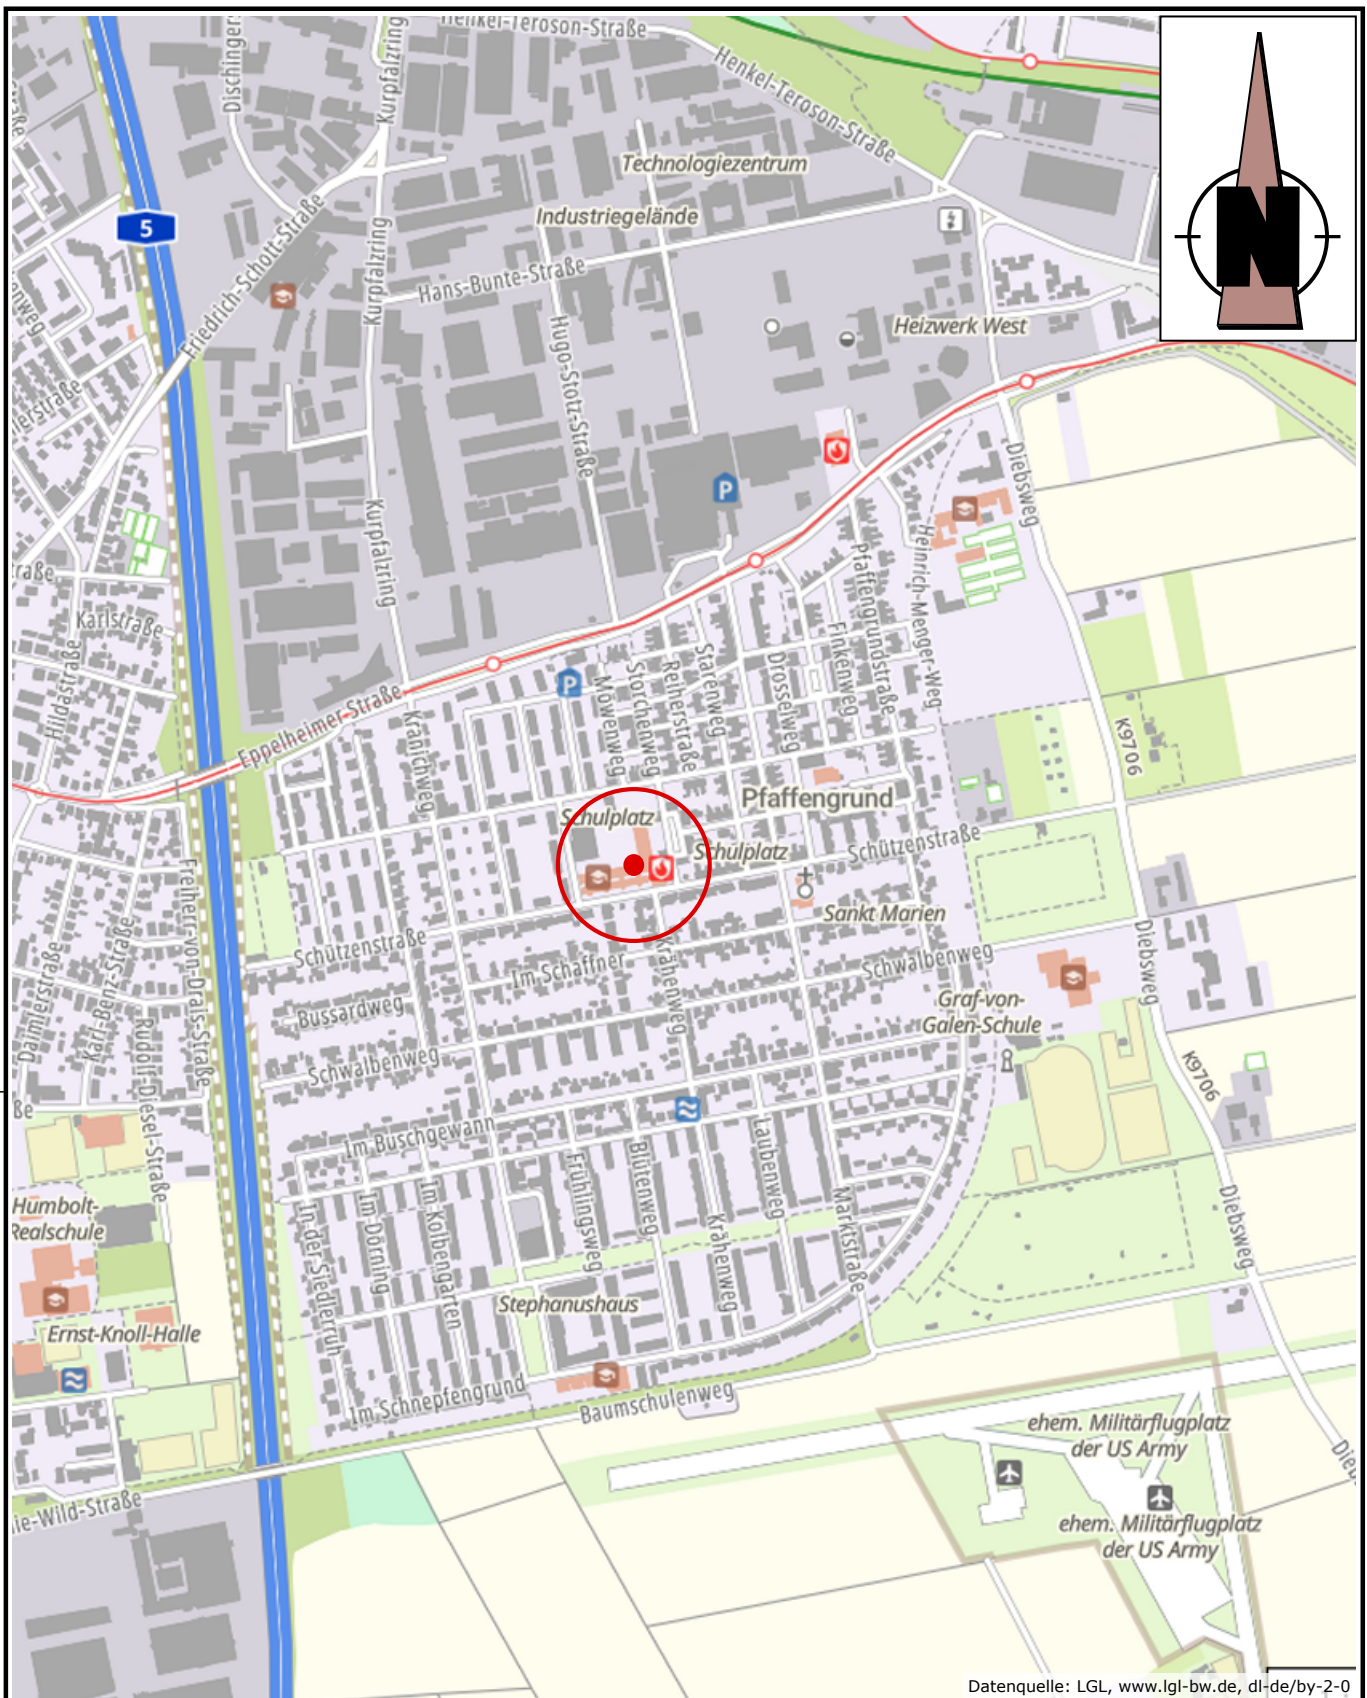 Henkel-Teroson-Straße
Dischinger
Kurpfalzring
Henkel-Teroson-Straße
Technologiezentrum
Industriegelände
N
5
Friedrich-Schott-Straße
Kurpfalzring
Hans-Bunte-Straße
Heizwerk West
Hugo-Stotz-Straße
Diebsweg
P
Kurpfalzring
Heinrich-Menger-Weg
Pfaffengrundstraße
raße
Karlstraße
Hildastraße
Finkenweg
Drosselweg
Starenweg
Reiherstraße
Storchenweg
Möwenweg
P
Eppelheimer Straße
Kranichweg
K9706
Pfaffengrund
Schulplatz
Schulplatz
Schützenstraße
Freiher-von-Drais-Straße
Sankt Marien
Schützenstraße
Im Schaffner
Krähenweg
Schwalbenweg
Diebsweg
Daimlerstraße
Karl-Benz-Straße
Bussardweg
Graf-von-
Galen-Schule
Rudolf-Diesel-Straße
Schwalbenweg
K9706
ße
Im Buschgewann
Blütenweg
Laubenweg
Frühlingsweg
Humbolt-
Realschule
In der Siedlerruh
Im Dörning
Im Kolbengarten
Krähenweg
Marktstraße
Diebsweg
Stephanushaus
Ernst-Knoll-Halle
Im Schnepfengrund
Baumschulenweg
ehem. Militärflugplatz
der US Army
ehem. Militärflugplatz
der US Army
ie-Wild-Straße
Datenquelle: LGL, www.lgl-bw.de, dl-de/by-2-0